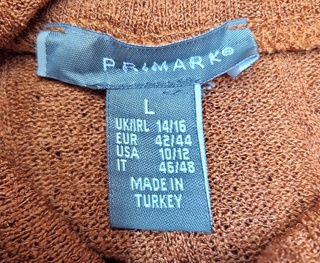 PRIMARK®
L
UK/IRL 14/16
EUR 42/44
USA 10/12
IT 46/48
MADE IN
TURKEY